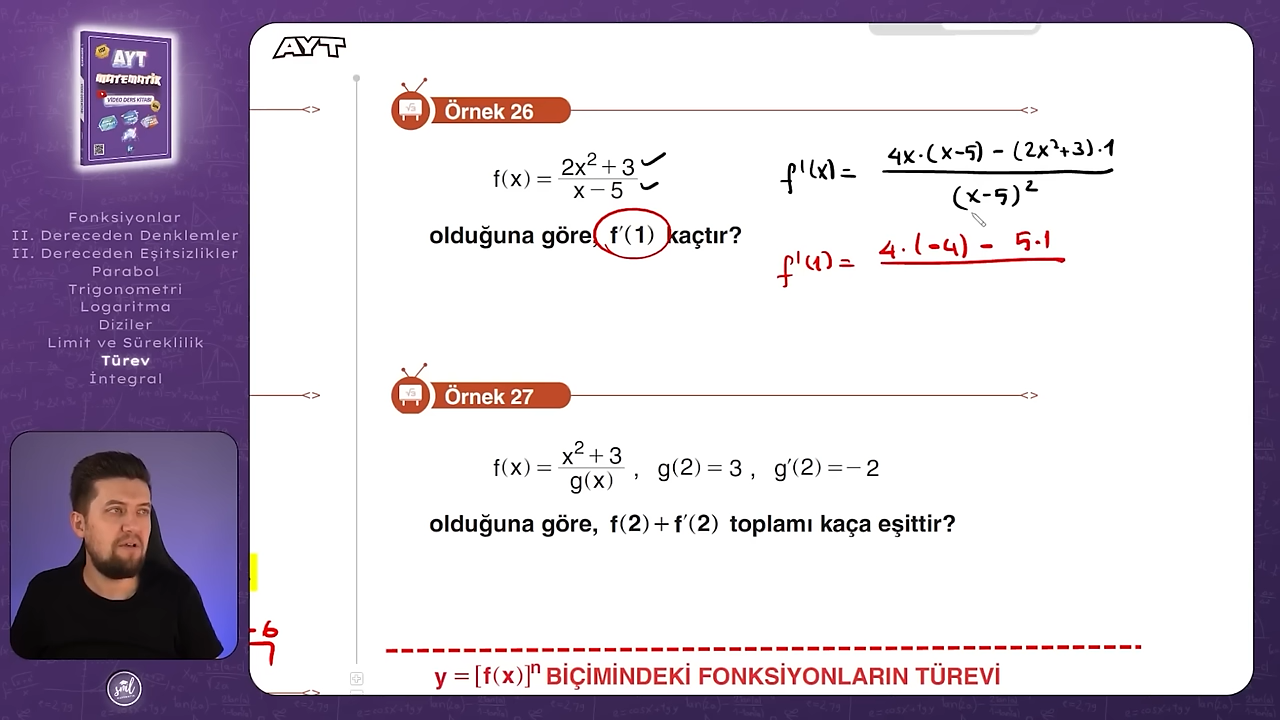 AYT
MATEMATİK
VİDEO DERS KİTABI
Fonksiyonlar
II. Dereceden Denklemler
II. Dereceden Eşitsizlikler
Parabol
Trigonometri
Logaritma
Diziler
Limit ve Süreklilik
Türev
İntegral
AYT
Örnek 26
f(x) = (2x² + 3)/(x − 5)
olduğuna göre, f′(1) kaçtır?
f'(x) = (4x·(x−5) − (2x²+3)·1)/(x−5)²
f'(1) = 4·(−4) − 5·1
Örnek 27
f(x) = (x² + 3)/g(x) , g(2) = 3 , g′(2) = − 2
olduğuna göre, f(2) + f′(2) toplamı kaça eşittir?
-6
7
y = [f(x)]ⁿ BİÇİMİNDEKİ FONKSİYONLARIN TÜREVİ
sml